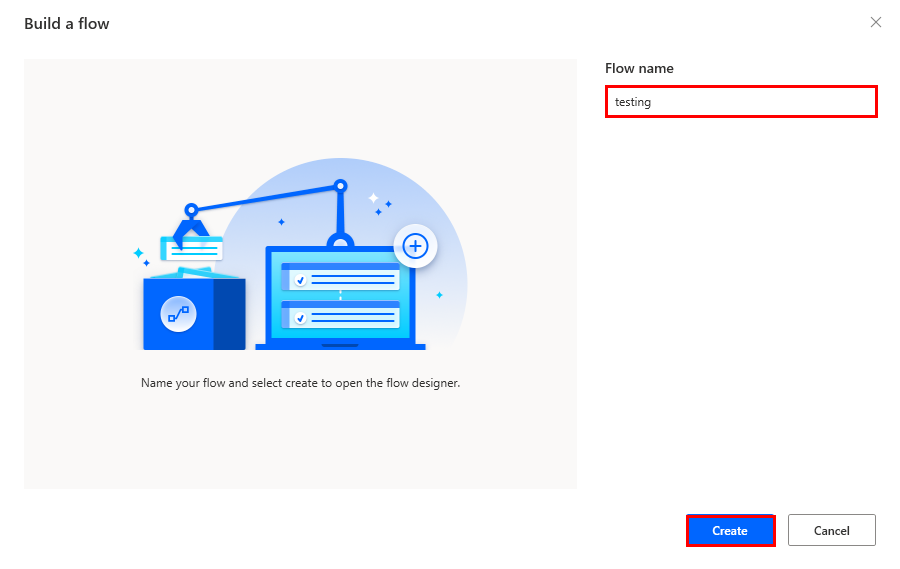 Build a flow
Flow name
testing
Name your flow and select create to open the flow designer.
Create
Cancel